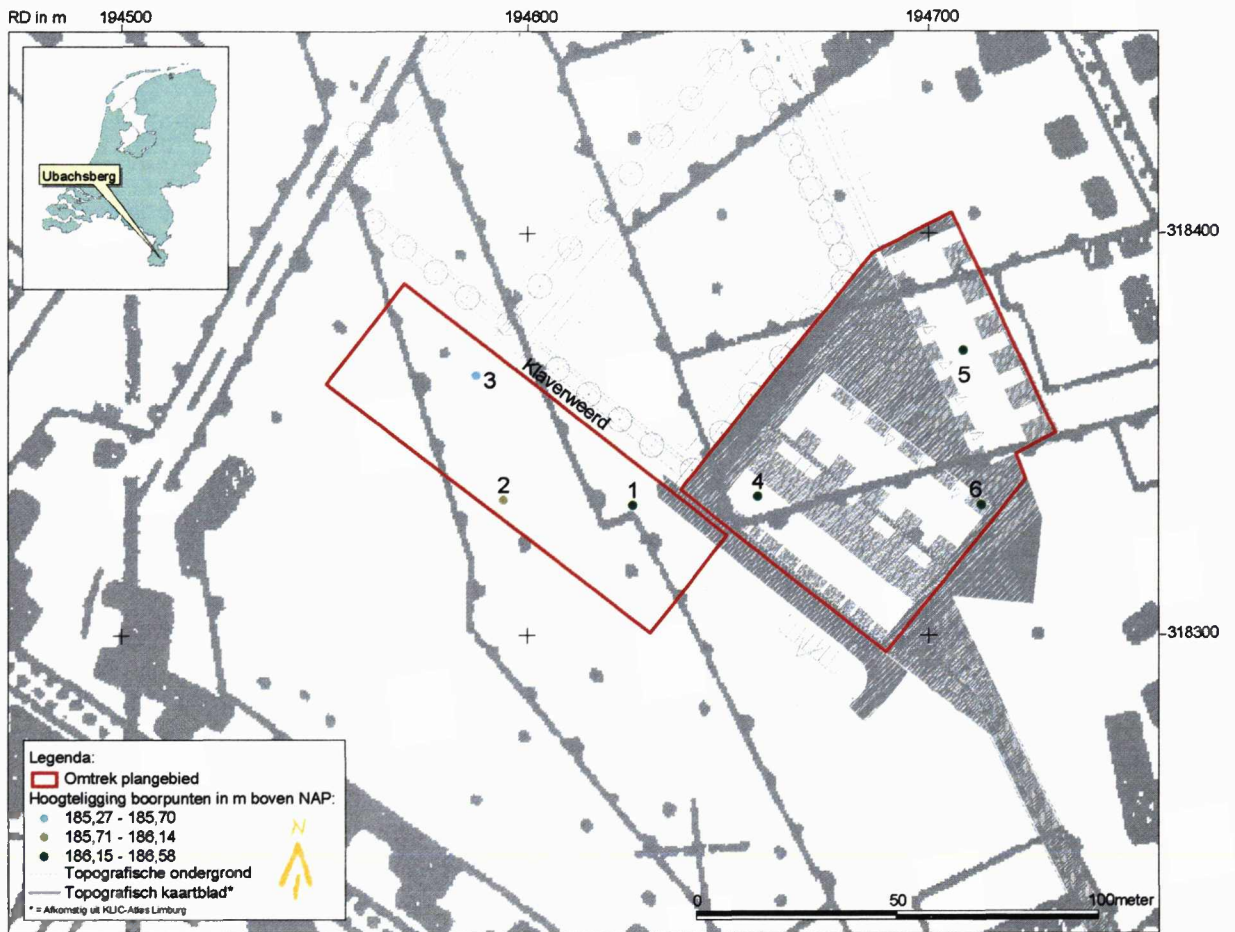 RD in m 194500 194600 194700
Ubachsberg
318400
Klaverweerd
5
3
2 1 4 6
318300
Legenda:
Omtrek plangebied
Hoogteligging boorpunten in m boven NAP:
185,27 - 185,70
185,71 - 186,14
186,15 - 186,58
Topografische ondergrond
Topografisch kaartblad*
* = Afkomstig uit KLIC-Atlas Limburg
N
0 50 100meter